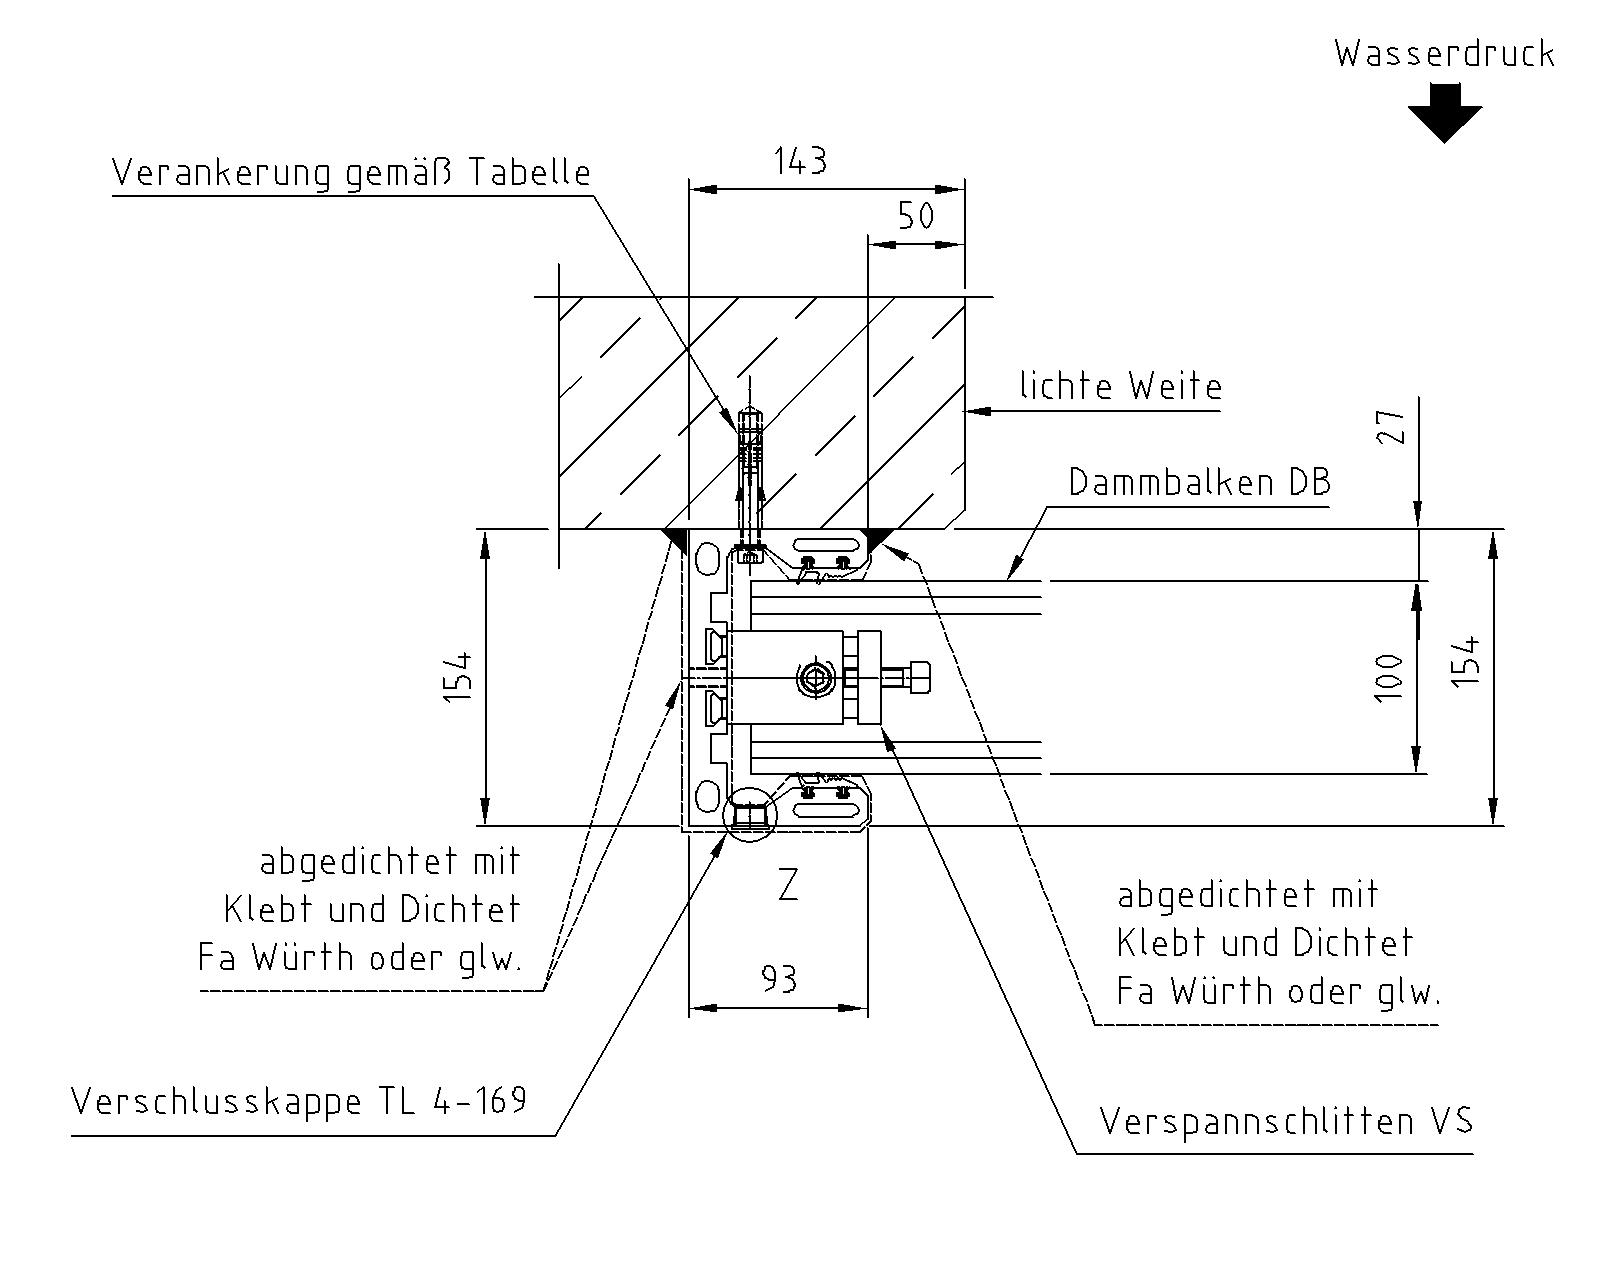 Wasserdruck
143
Verankerung gemäß Tabelle
50
lichte Weite
27
Dammbalken DB
154
100
154
abgedichtet mit
Klebt und Dichtet
Fa Würth oder glw.
Z
abgedichtet mit
Klebt und Dichtet
Fa Würth oder glw.
93
Verschlusskappe TL 4-169
Verspannschlitten VS